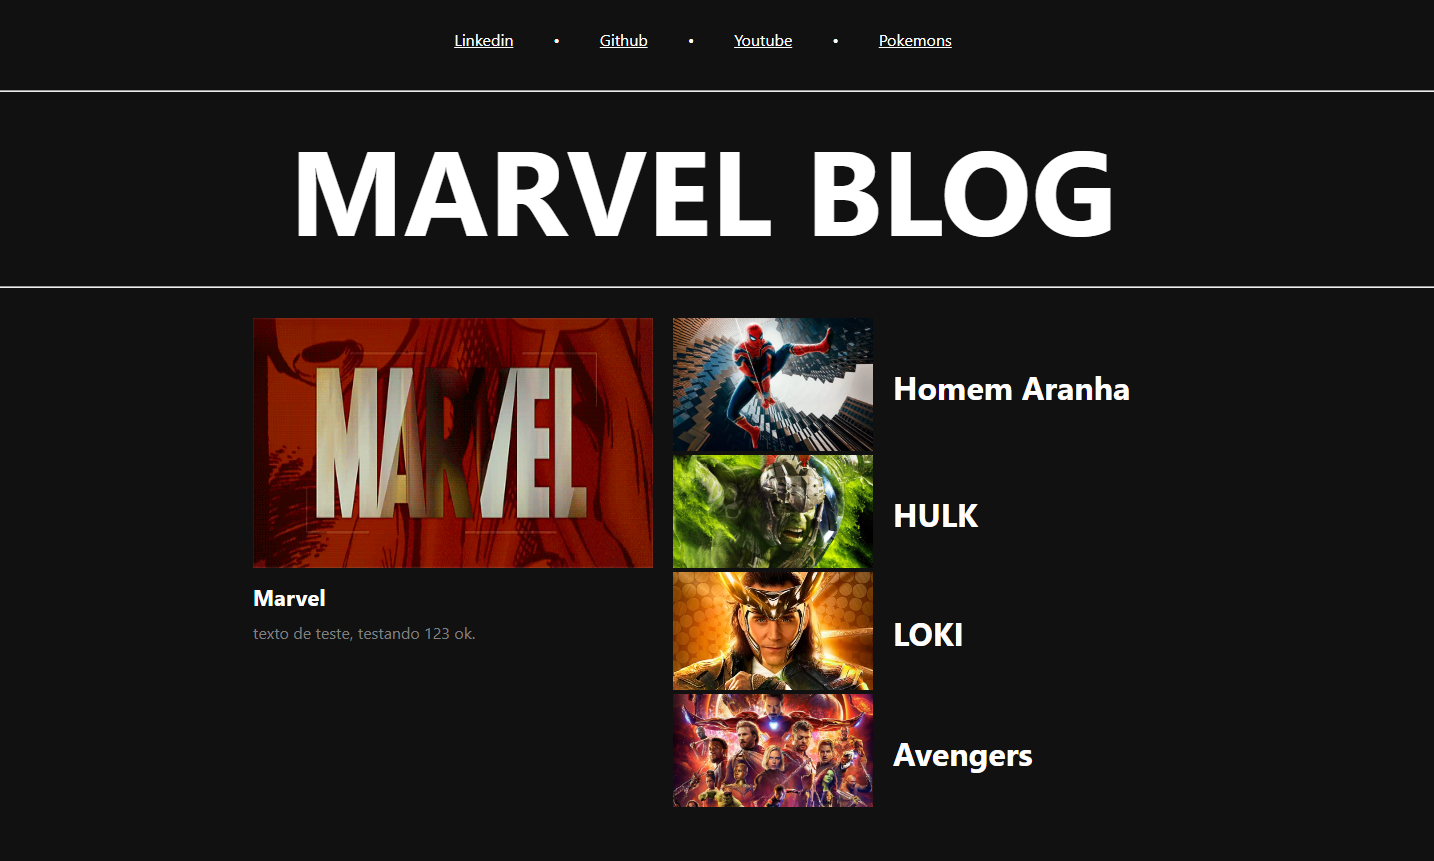 Linkedin • Github • Youtube • Pokemons
MARVEL BLOG
MARVEL
Marvel
texto de teste, testando 123 ok.
Homem Aranha
HULK
LOKI
Avengers